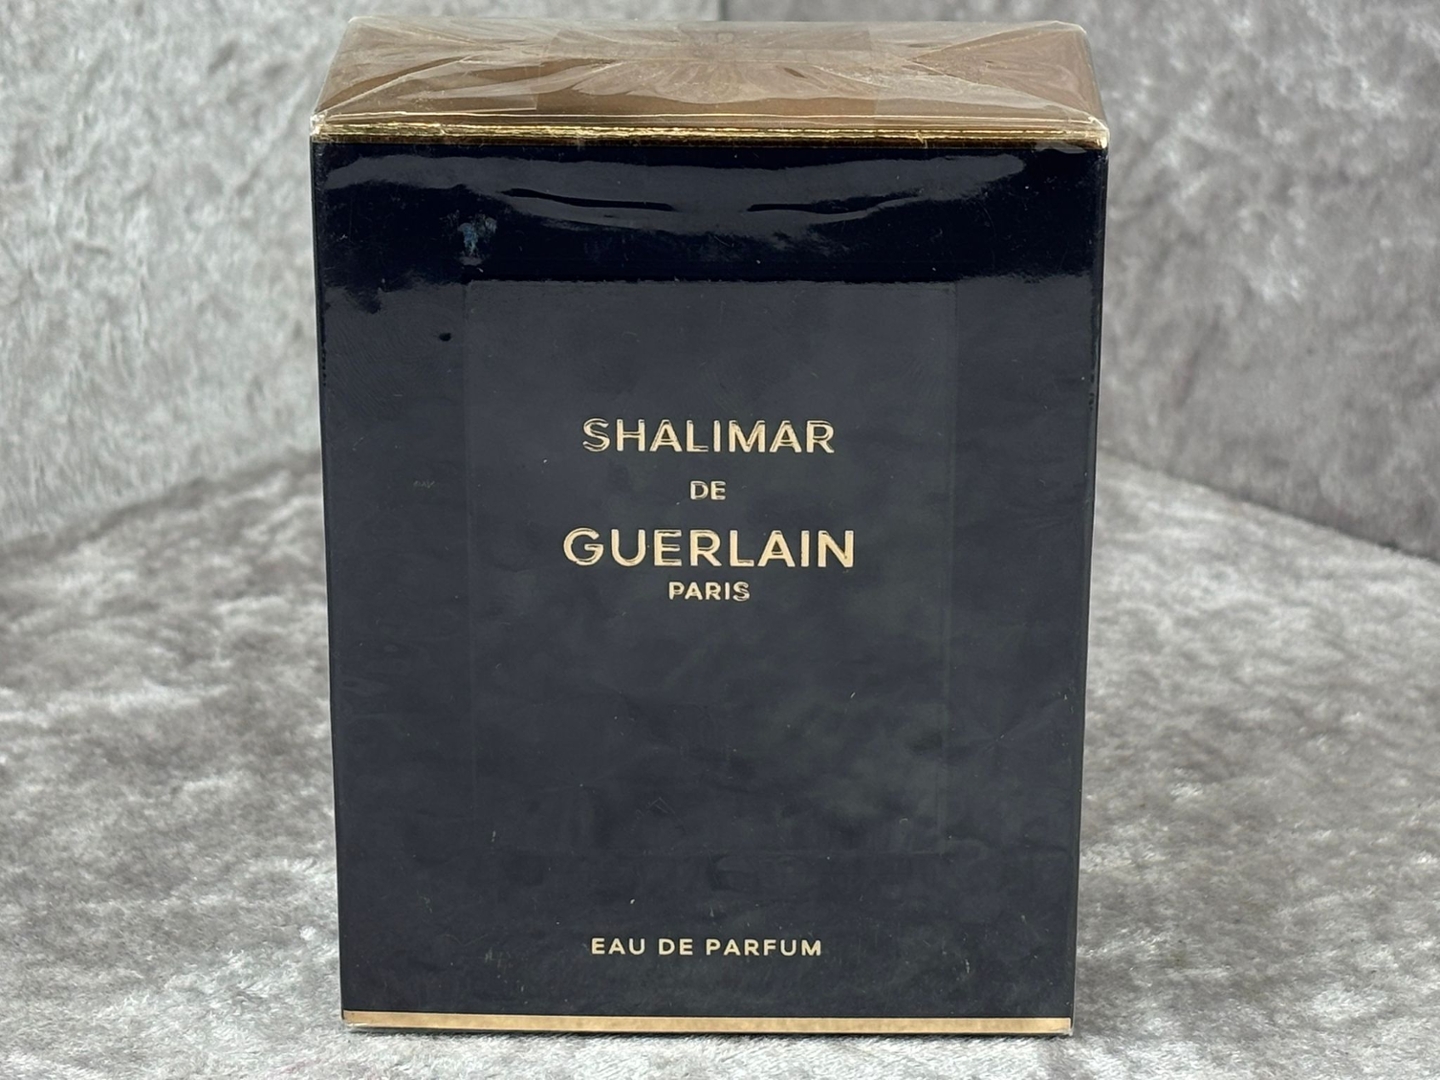 SHALIMAR
DE
GUERLAIN
PARIS
EAU DE PARFUM